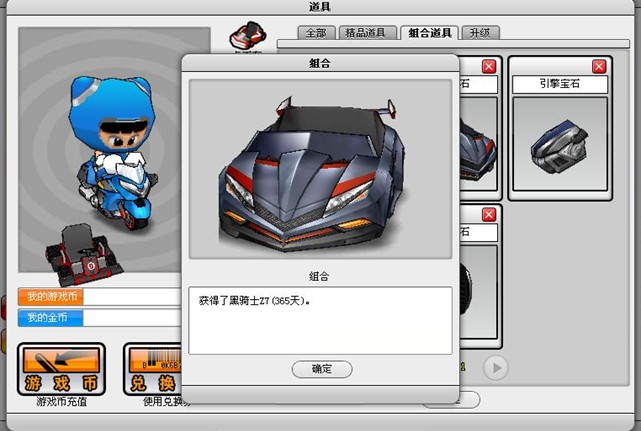 道具
全部
精品道具
组合道具
升级
組合
石
引擎宝石
石
组合
获得了黑骑士Z7(365天)。
我的游戏币
我的金币
确定
1
游戏币
兑换
游戏币充值
使用兑换